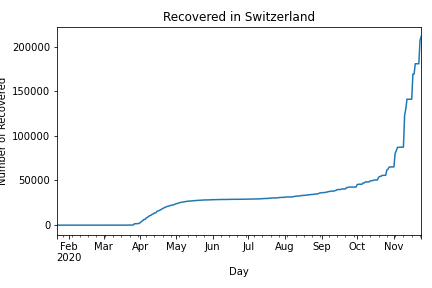 Recovered in Switzerland
200000
150000
100000
50000
0
Number of Recovered
Feb Mar Apr May Jun Jul Aug Sep Oct Nov
2020
Day